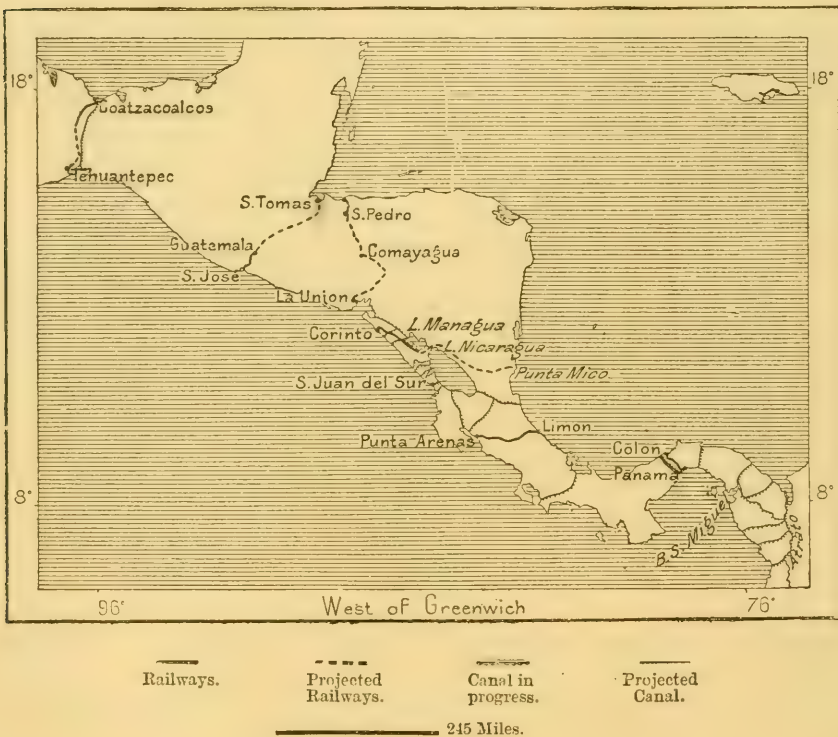 18° 18°
Coatzacoalcos
Tehuantepec
S. Tomas
S. Pedro
Guatemala
Comayagua
S. José
La Union
L. Managua
Corinto
L. Nicaragua
Punta Mico
S. Juan del Sur
Limon
Punta Arenas
Colon
Panama
8° 8°
B. S. Miguel
Atrato
96° West of Greenwich 76°
Railways. Projected Railways. Canal in progress. Projected Canal.
245 Miles.